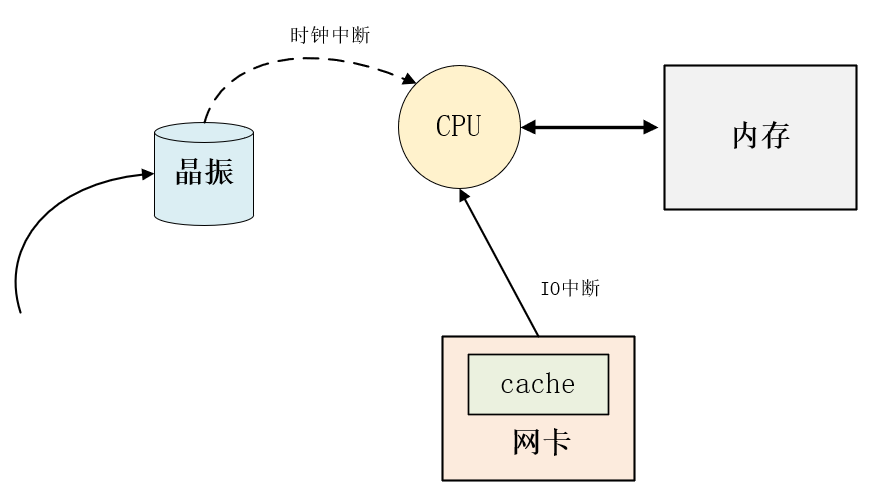 时钟中断
CPU
内存
晶振
IO中断
cache
网卡